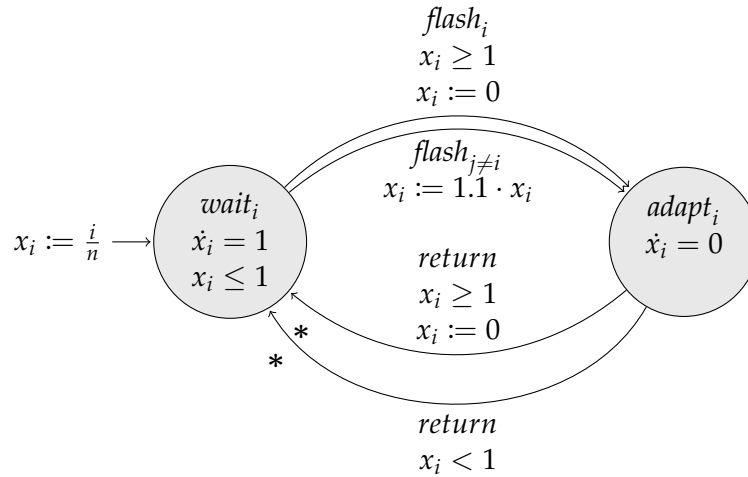 flash_i
x_i ≥ 1
x_i := 0
flash_{j≠i}
x_i := 1.1 · x_i
wait_i
ẋ_i = 1
x_i ≤ 1
x_i := i/n
adapt_i
ẋ_i = 0
return
x_i ≥ 1
x_i := 0
*
*
return
x_i < 1